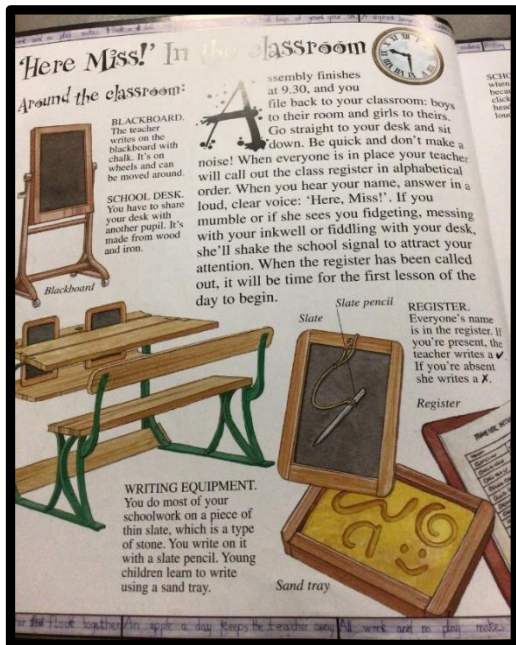 'Here Miss!' In the classroom
Around the classroom:
BLACKBOARD.
The teacher
writes on the
blackboard with
chalk. It's on
wheels and can
be moved around.
SCHOOL DESK.
You have to share
your desk with
another pupil. It's
made from wood
and iron.
Blackboard
Assembly finishes
at 9.30, and you
file back to your classroom: boys
to their room and girls to theirs.
Go straight to your desk and sit
down. Be quick and don't make a
noise! When everyone is in place your teacher
will call out the class register in alphabetical
order. When you hear your name, answer in a
loud, clear voice: 'Here, Miss!'. If you
mumble or if she sees you fidgeting, messing
with your inkwell or fiddling with your desk,
she'll shake the school signal to attract your
attention. When the register has been called
out, it will be time for the first lesson of the
day to begin.
Slate
Slate pencil
REGISTER.
Everyone's name
is in the register. If
you're present, the
teacher writes a ✔.
If you're absent
she writes a ✗.
Register
WRITING EQUIPMENT.
You do most of your
schoolwork on a piece of
thin slate, which is a type
of stone. You write on it
with a slate pencil. Young
children learn to write
using a sand tray.
Sand tray
together An apple a day keeps the teacher away All work and no play makes